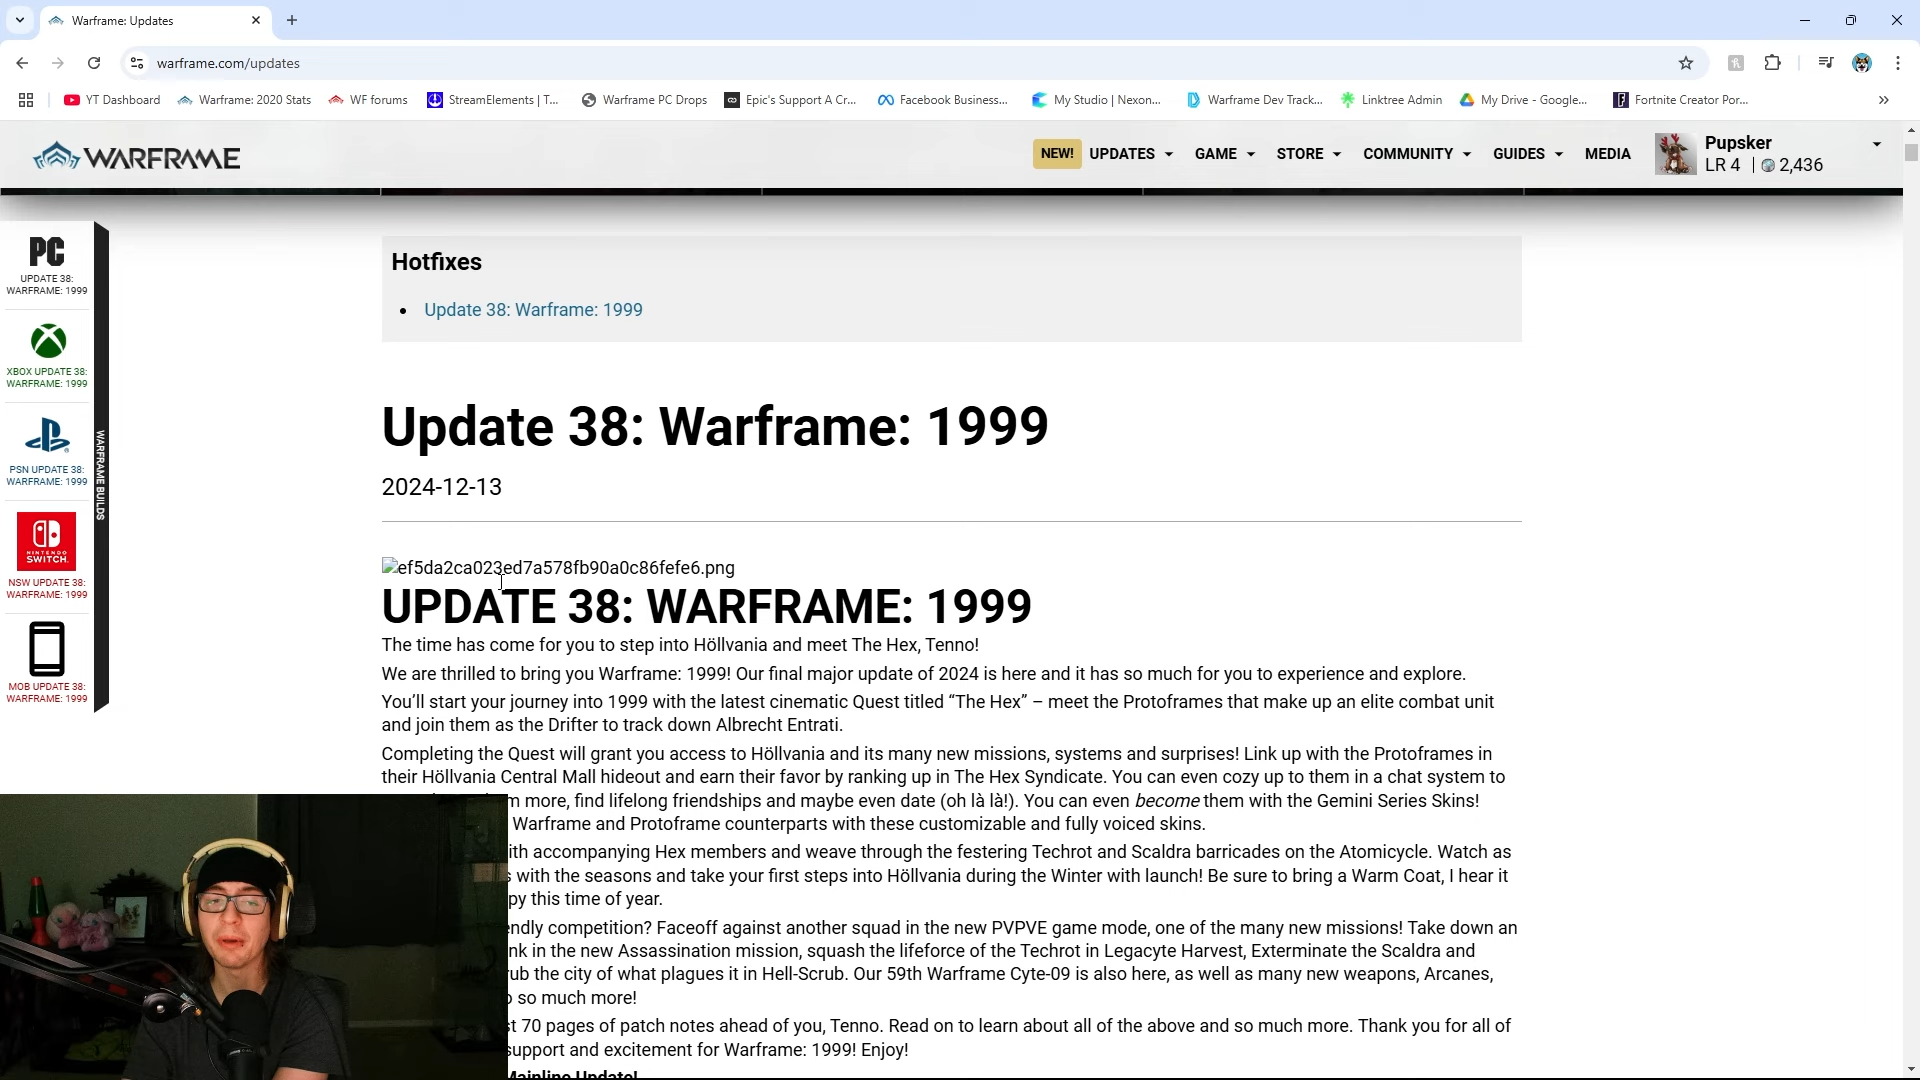 Warframe: Updates
warframe.com/updates
YT Dashboard
Warframe: 2020 Stats
WF forums
StreamElements | T...
Warframe PC Drops
Epic's Support A Cr...
Facebook Business...
My Studio | Nexon...
Warframe Dev Track...
Linktree Admin
My Drive - Google...
Fortnite Creator Por...
WARFRAME
NEW!
UPDATES
GAME
STORE
COMMUNITY
GUIDES
MEDIA
Pupsker
LR 4 | 2,436
PC
UPDATE 38:
WARFRAME: 1999
XBOX UPDATE 38:
WARFRAME: 1999
PSN UPDATE 38:
WARFRAME: 1999
NINTENDO
SWITCH
NSW UPDATE 38:
WARFRAME: 1999
MOB UPDATE 38:
WARFRAME: 1999
WARFRAME BUILDS
Hotfixes
• Update 38: Warframe: 1999
Update 38: Warframe: 1999
2024-12-13
ef5da2ca023ed7a578fb90a0c86fefe6.png
UPDATE 38: WARFRAME: 1999
The time has come for you to step into Höllvania and meet The Hex, Tenno!
We are thrilled to bring you Warframe: 1999! Our final major update of 2024 is here and it has so much for you to experience and explore.
You’ll start your journey into 1999 with the latest cinematic Quest titled “The Hex” – meet the Protoframes that make up an elite combat unit
and join them as the Drifter to track down Albrecht Entrati.
Completing the Quest will grant you access to Höllvania and its many new missions, systems and surprises! Link up with the Protoframes in
their Höllvania Central Mall hideout and earn their favor by ranking up in The Hex Syndicate. You can even cozy up to them in a chat system to
more, find lifelong friendships and maybe even date (oh là là!). You can even become them with the Gemini Series Skins!
Warframe and Protoframe counterparts with these customizable and fully voiced skins.
accompanying Hex members and weave through the festering Techrot and Scaldra barricades on the Atomicycle. Watch as
with the seasons and take your first steps into Höllvania during the Winter with launch! Be sure to bring a Warm Coat, I hear it
this time of year.
competition? Faceoff against another squad in the new PVPVE game mode, one of the many new missions! Take down an
in the new Assassination mission, squash the lifeforce of the Techrot in Legacyte Harvest, Exterminate the Scaldra and
the city of what plagues it in Hell-Scrub. Our 59th Warframe Cyte-09 is also here, as well as many new weapons, Arcanes,
so much more!
70 pages of patch notes ahead of you, Tenno. Read on to learn about all of the above and so much more. Thank you for all of
support and excitement for Warframe: 1999! Enjoy!
Mainline Update!